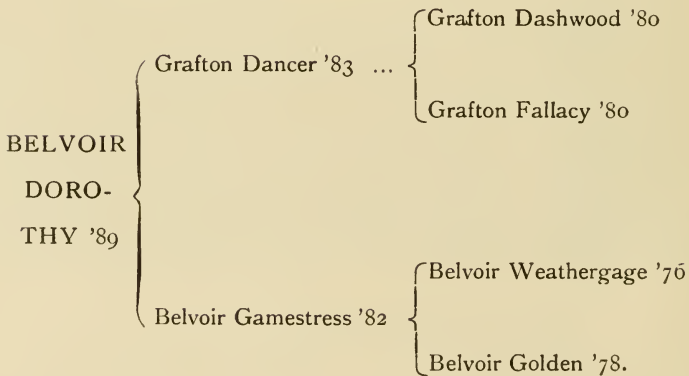 Grafton Dashwood '80
Grafton Dancer '83 ...
Grafton Fallacy '80
BELVOIR
DORO-
THY '89
Belvoir Weathergage '76
Belvoir Gamestress '82
Belvoir Golden '78.